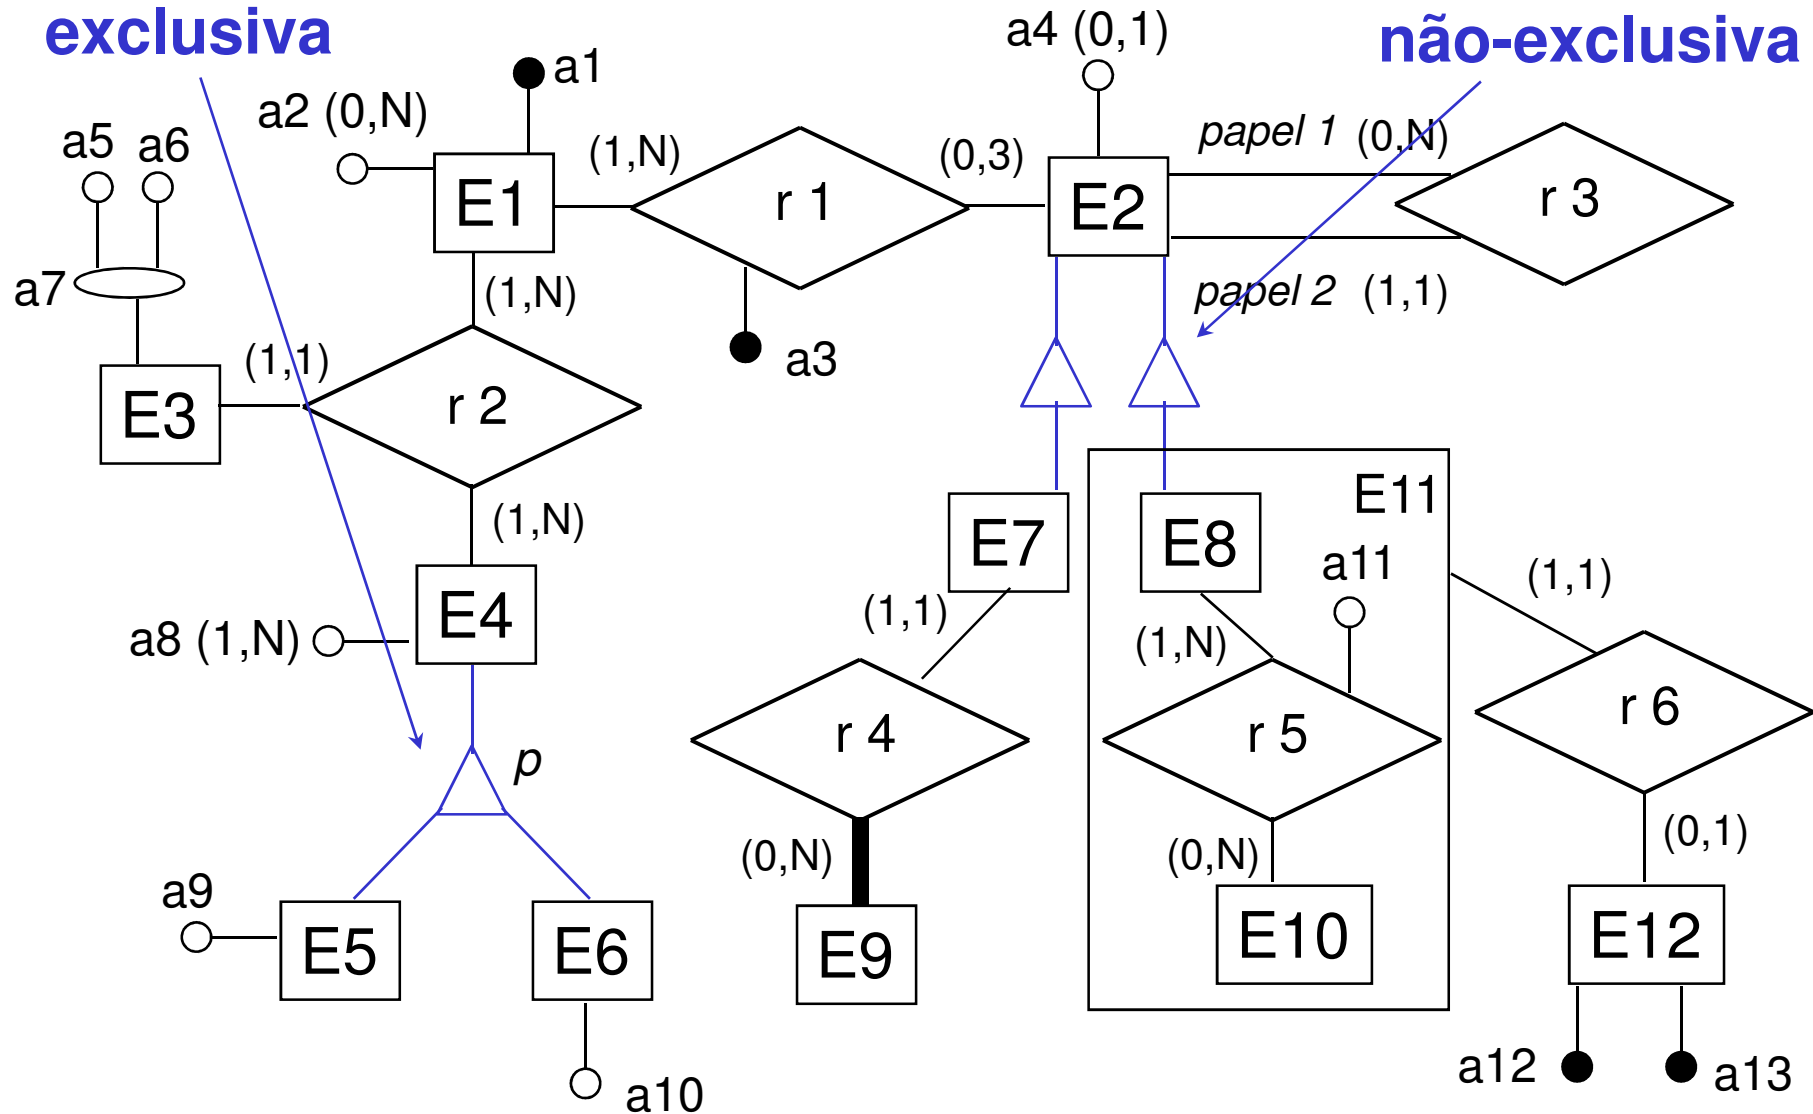 exclusiva
a4 (0,1)
não-exclusiva
a1
a2 (0,N)
papel 1 (0,N)
a5 a6
(1,N)
(0,3)
E1
r 1
E2
r 3
a7
(1,N)
papel 2 (1,1)
(1,1)
a3
E3
r 2
(1,N)
E11
E7
E8
a11
(1,1)
E4
(1,1)
a8 (1,N)
(1,N)
r 4
r 5
r 6
p
(0,N)
(0,N)
(0,1)
a9
E5
E6
E9
E10
E12
a10
a12
a13